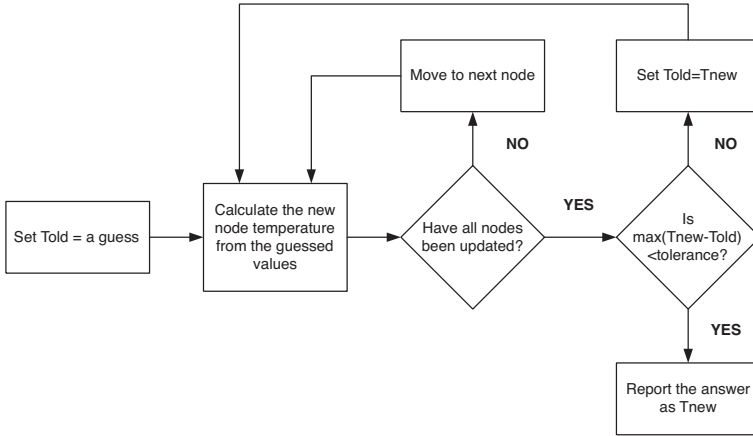 Set Told = a guess
Calculate the new
node temperature
from the guessed
values
Move to next node
NO
Have all nodes
been updated?
YES
Set Told=Tnew
NO
Is
max(Tnew-Told)
<tolerance?
YES
Report the answer
as Tnew